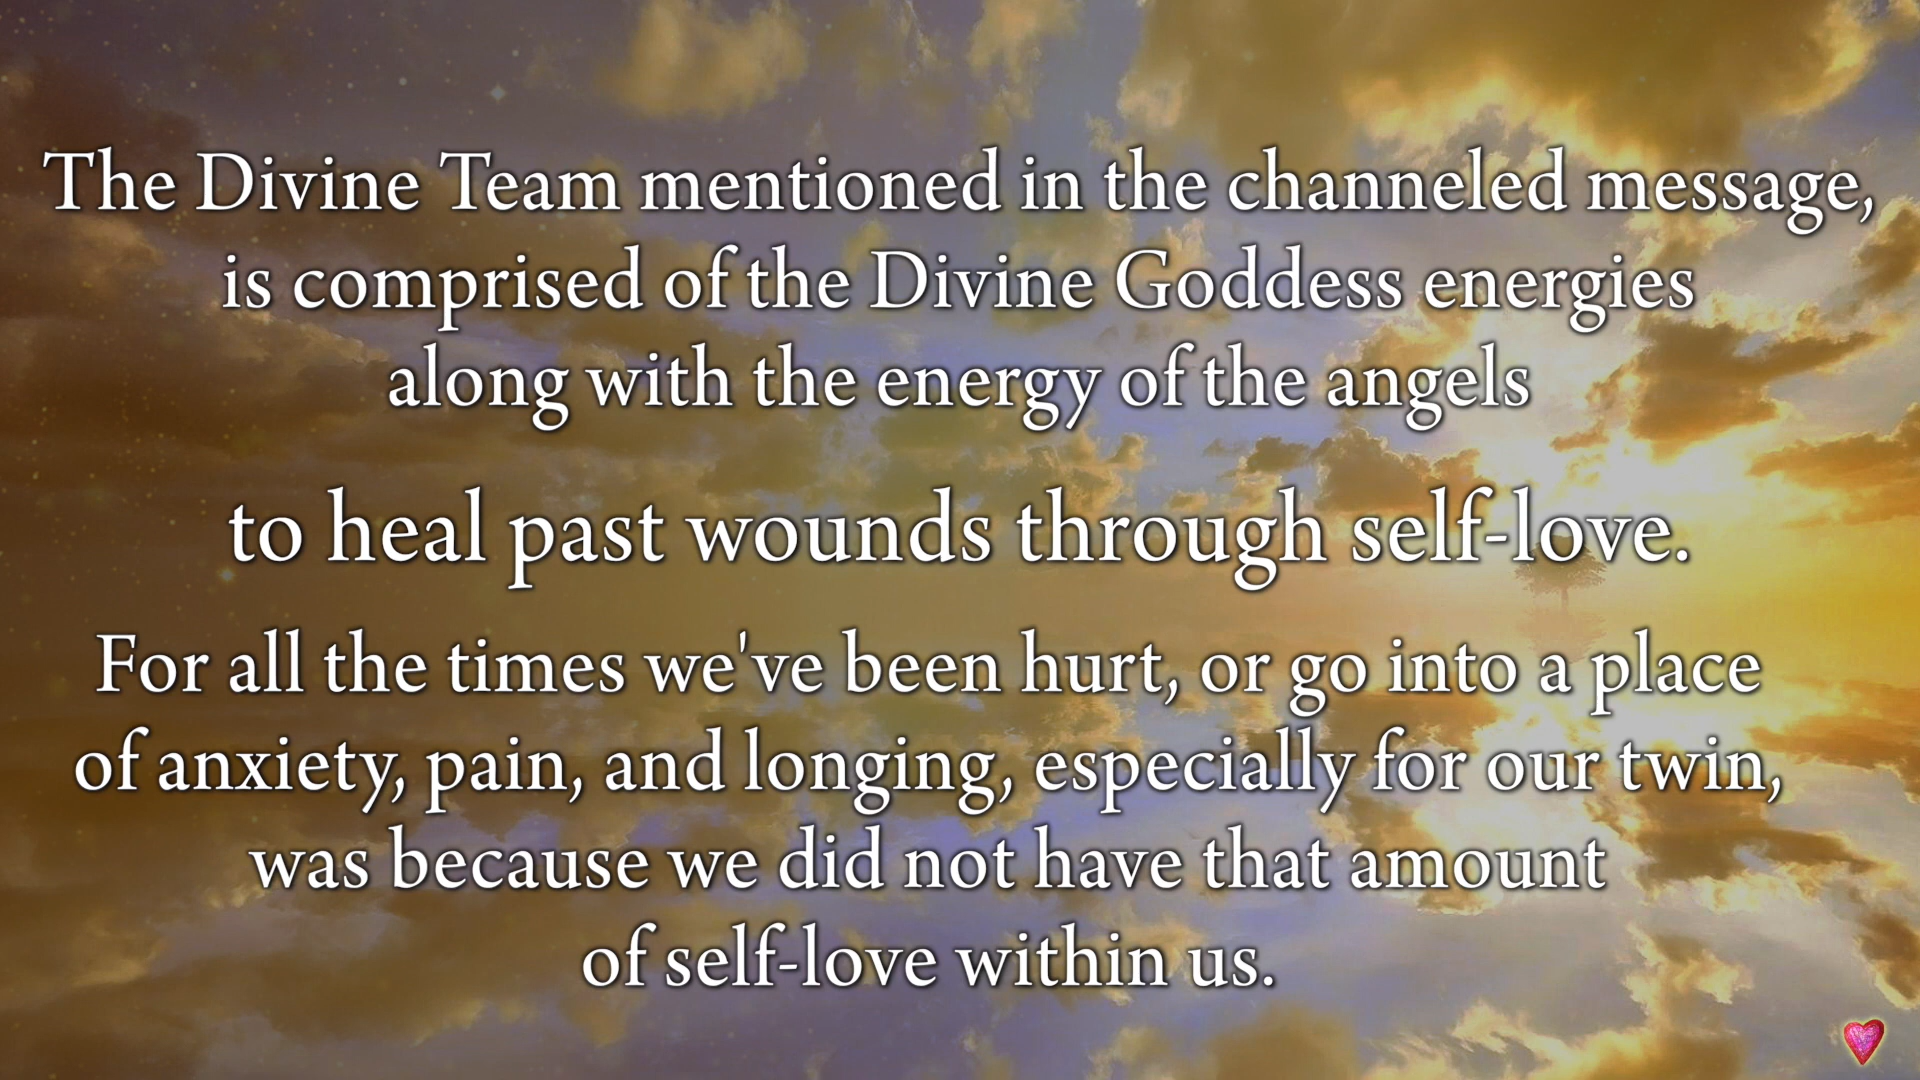 The Divine Team mentioned in the channeled message,
is comprised of the Divine Goddess energies
along with the energy of the angels
to heal past wounds through self-love.
For all the times we've been hurt, or go into a place
of anxiety, pain, and longing, especially for our twin,
was because we did not have that amount
of self-love within us.